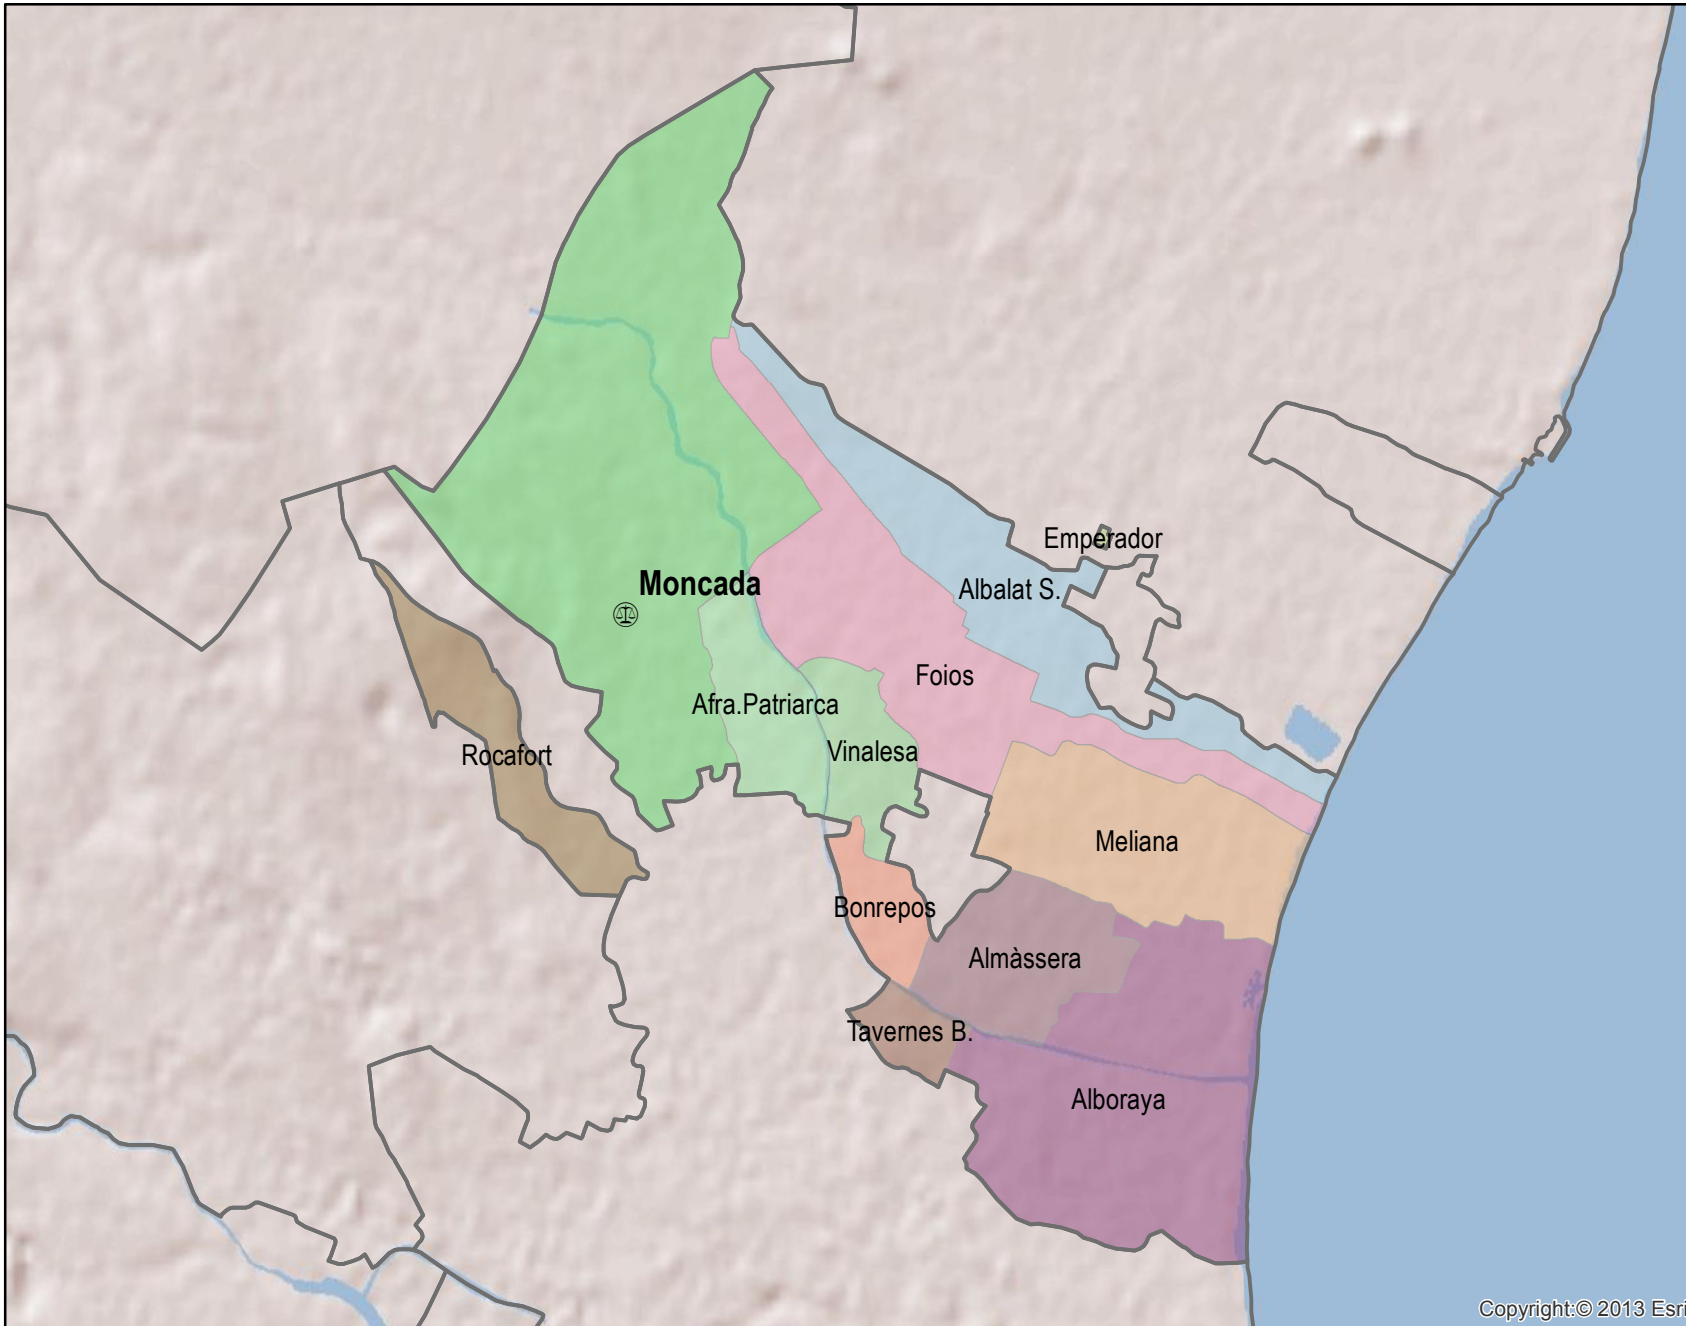 Emperador
Moncada
Albalat S.
Foios
Afra.Patriarca
Vinalesa
Rocafort
Meliana
Bonrepos
Almàssera
Tavernes B.
Alboraya
Copyright:© 2013 Esri